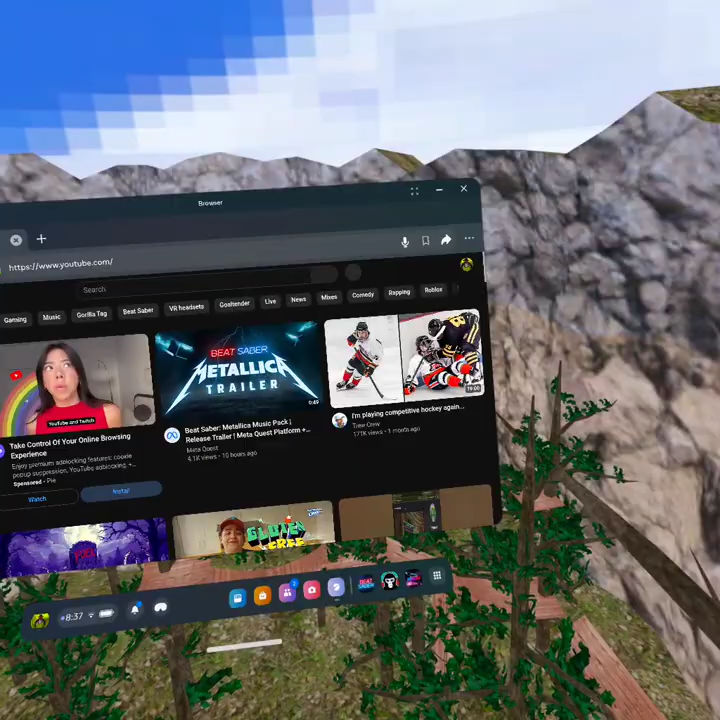 Browser
https://www.youtube.com/
Search
Gaming
Music
Gorilla Tag
Beat Saber
VR headsets
Goaltender
Live
News
Mixes
Comedy
Rapping
Roblox
YouTube and Twitch
BEAT SABER
METALLICA
TRAILER
0:49
19:00
Take Control Of Your Online Browsing
Experience
Enjoy premium adblocking features: cookie
popup suppression, YouTube adblocking, +...
Sponsored · Pie
Watch
Install
Beat Saber: Metallica Music Pack |
Release Trailer | Meta Quest Platform +...
Meta Quest
4.1K views · 10 hours ago
I'm playing competitive hockey again...
171K views · 1 month ago
GLUTEN
FREE
8:37